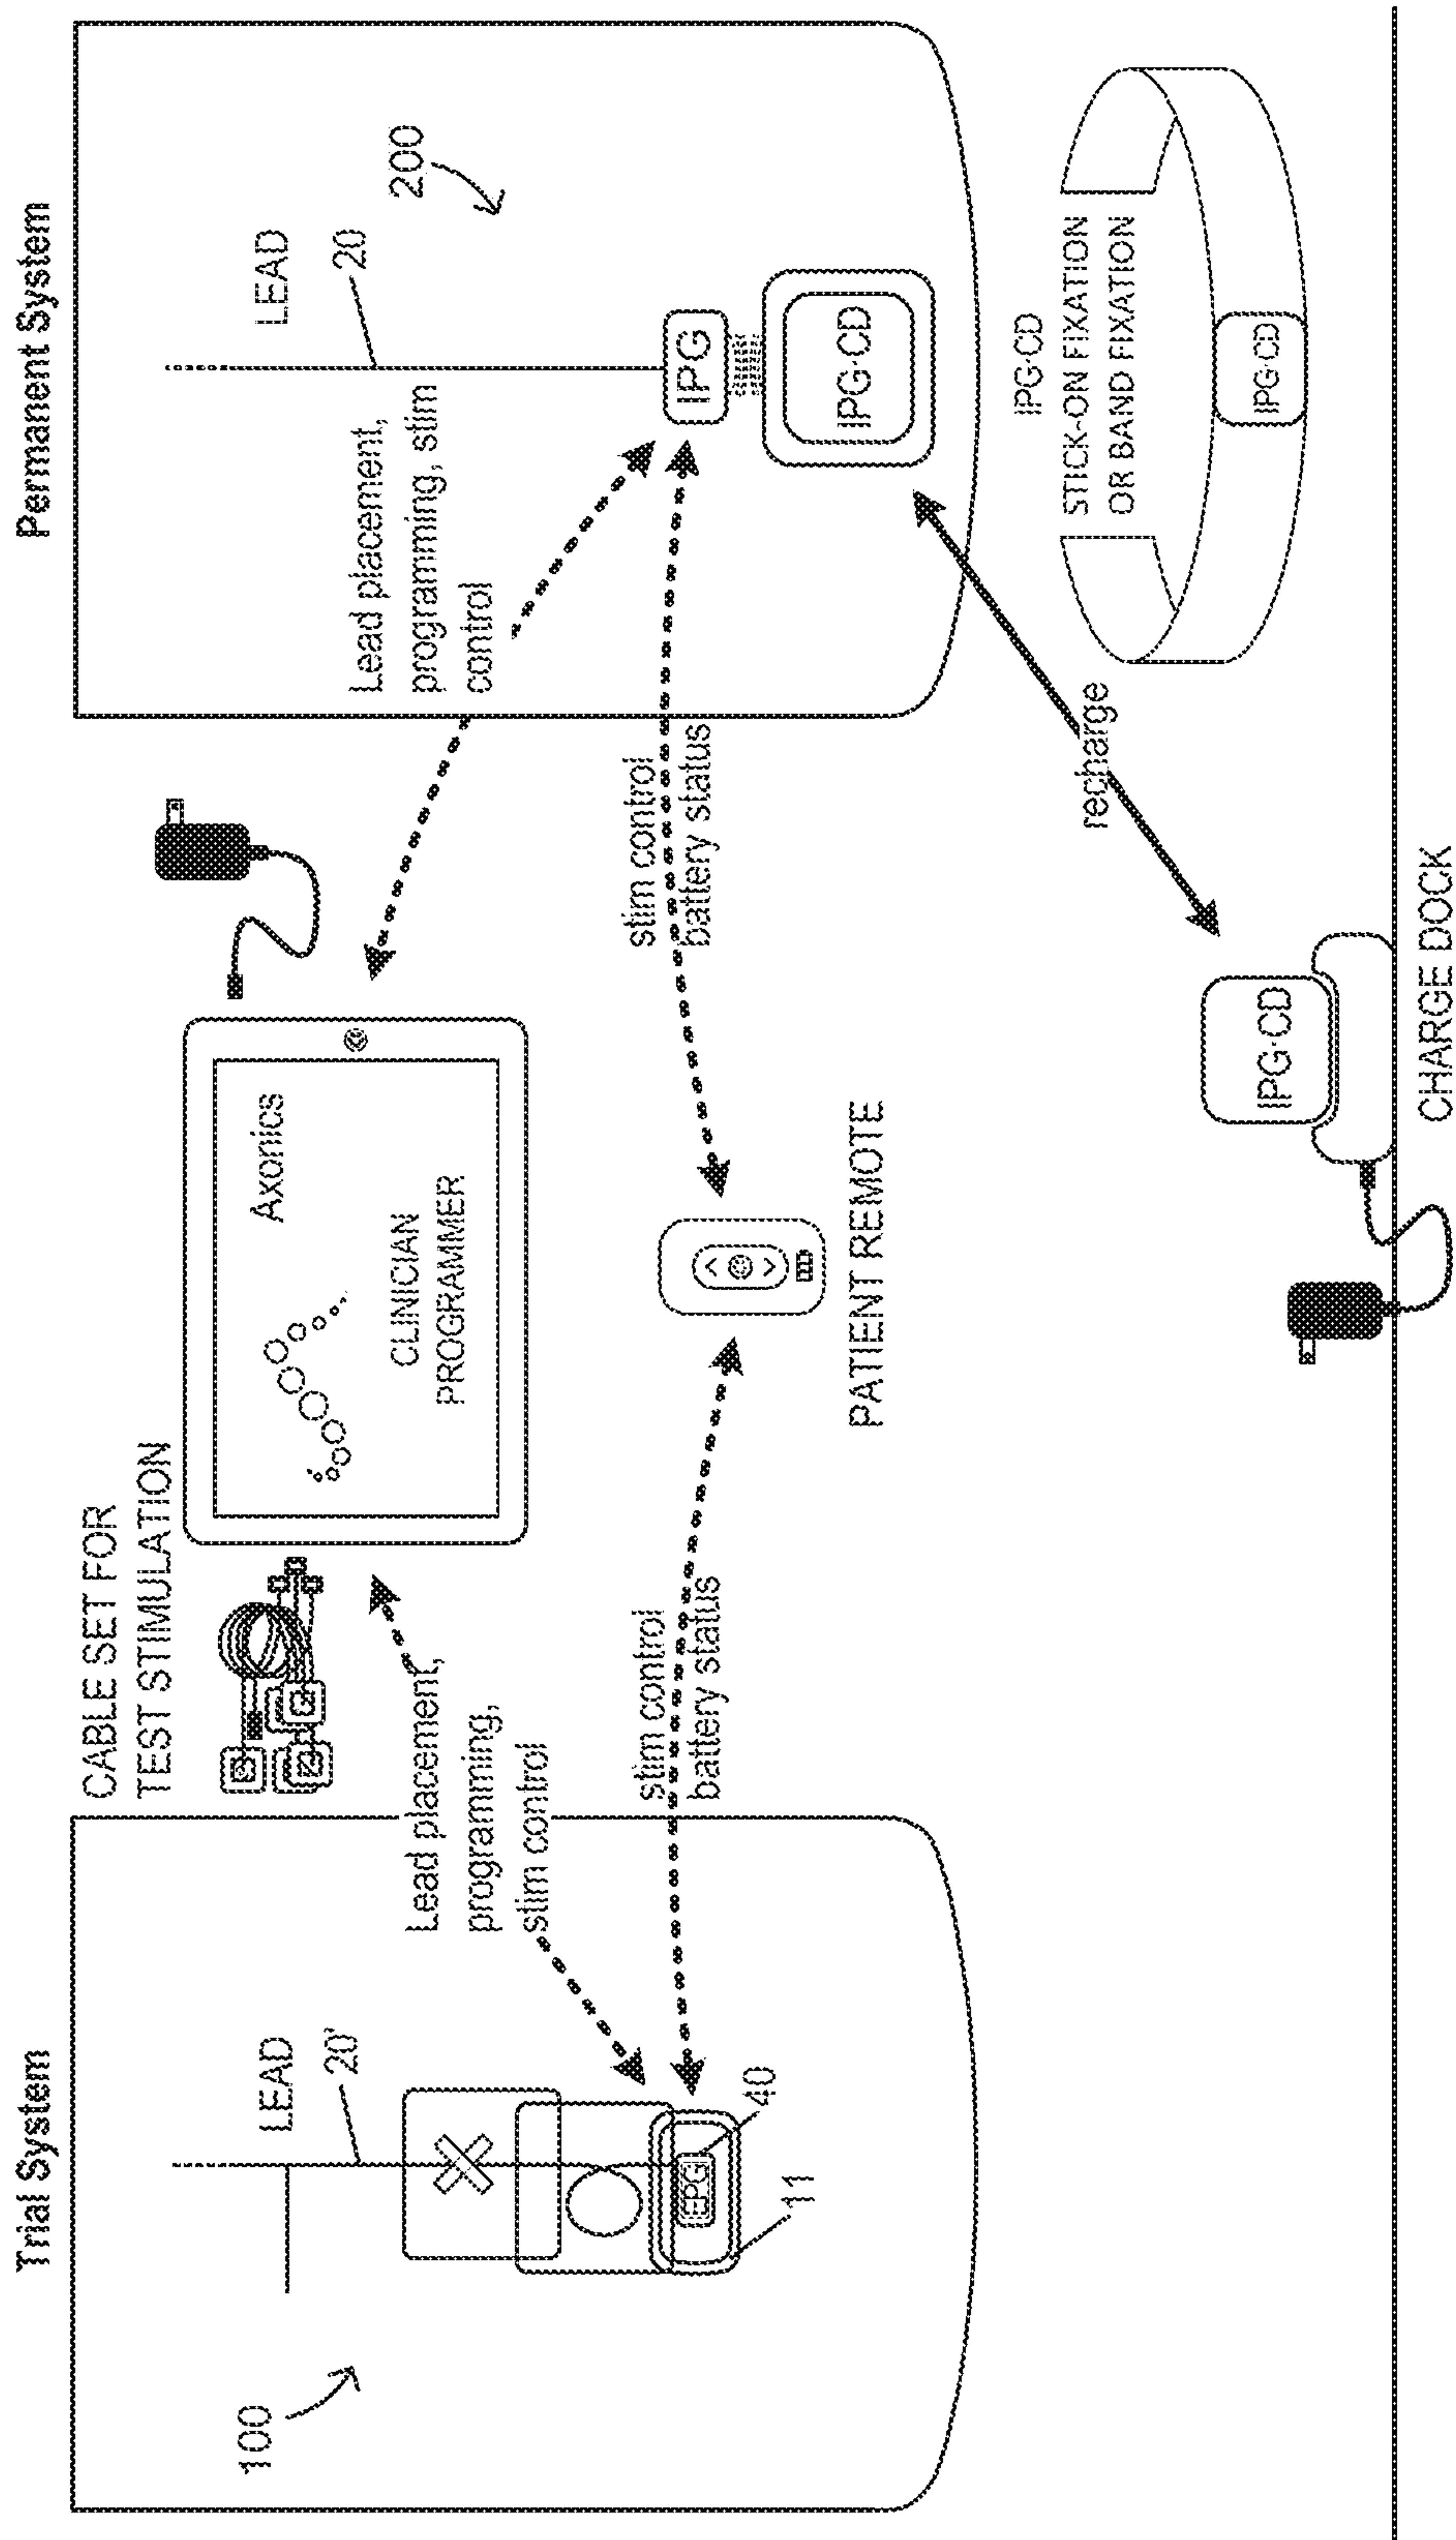 Trial System
100
LEAD
20'
EPG
40
11
Lead placement,
programming,
stim control
stim control
battery status
CABLE SET FOR
TEST STIMULATION
Axonics
CLINICIAN
PROGRAMMER
PATIENT REMOTE
Permanent System
LEAD
20
200
Lead placement,
programming, stim
control
stim control
battery status
IPG
IPG-CD
recharge
IPG-CD
STICK-ON FIXATION
OR BAND FIXATION
IPG-CD
IPG-CD
CHARGE DOCK